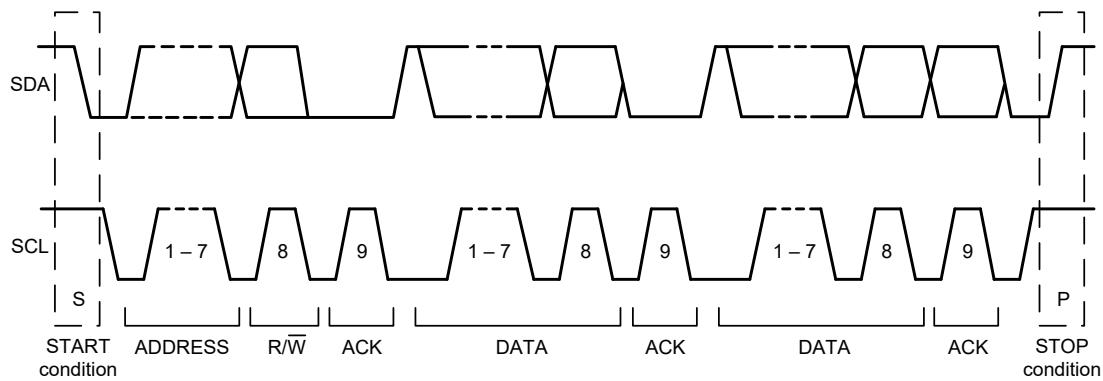 SDA
SCL
1 – 7 8 9 1 – 7 8 9 1 – 7 8 9
S P
START condition ADDRESS R/W̅ ACK DATA ACK DATA ACK STOP condition